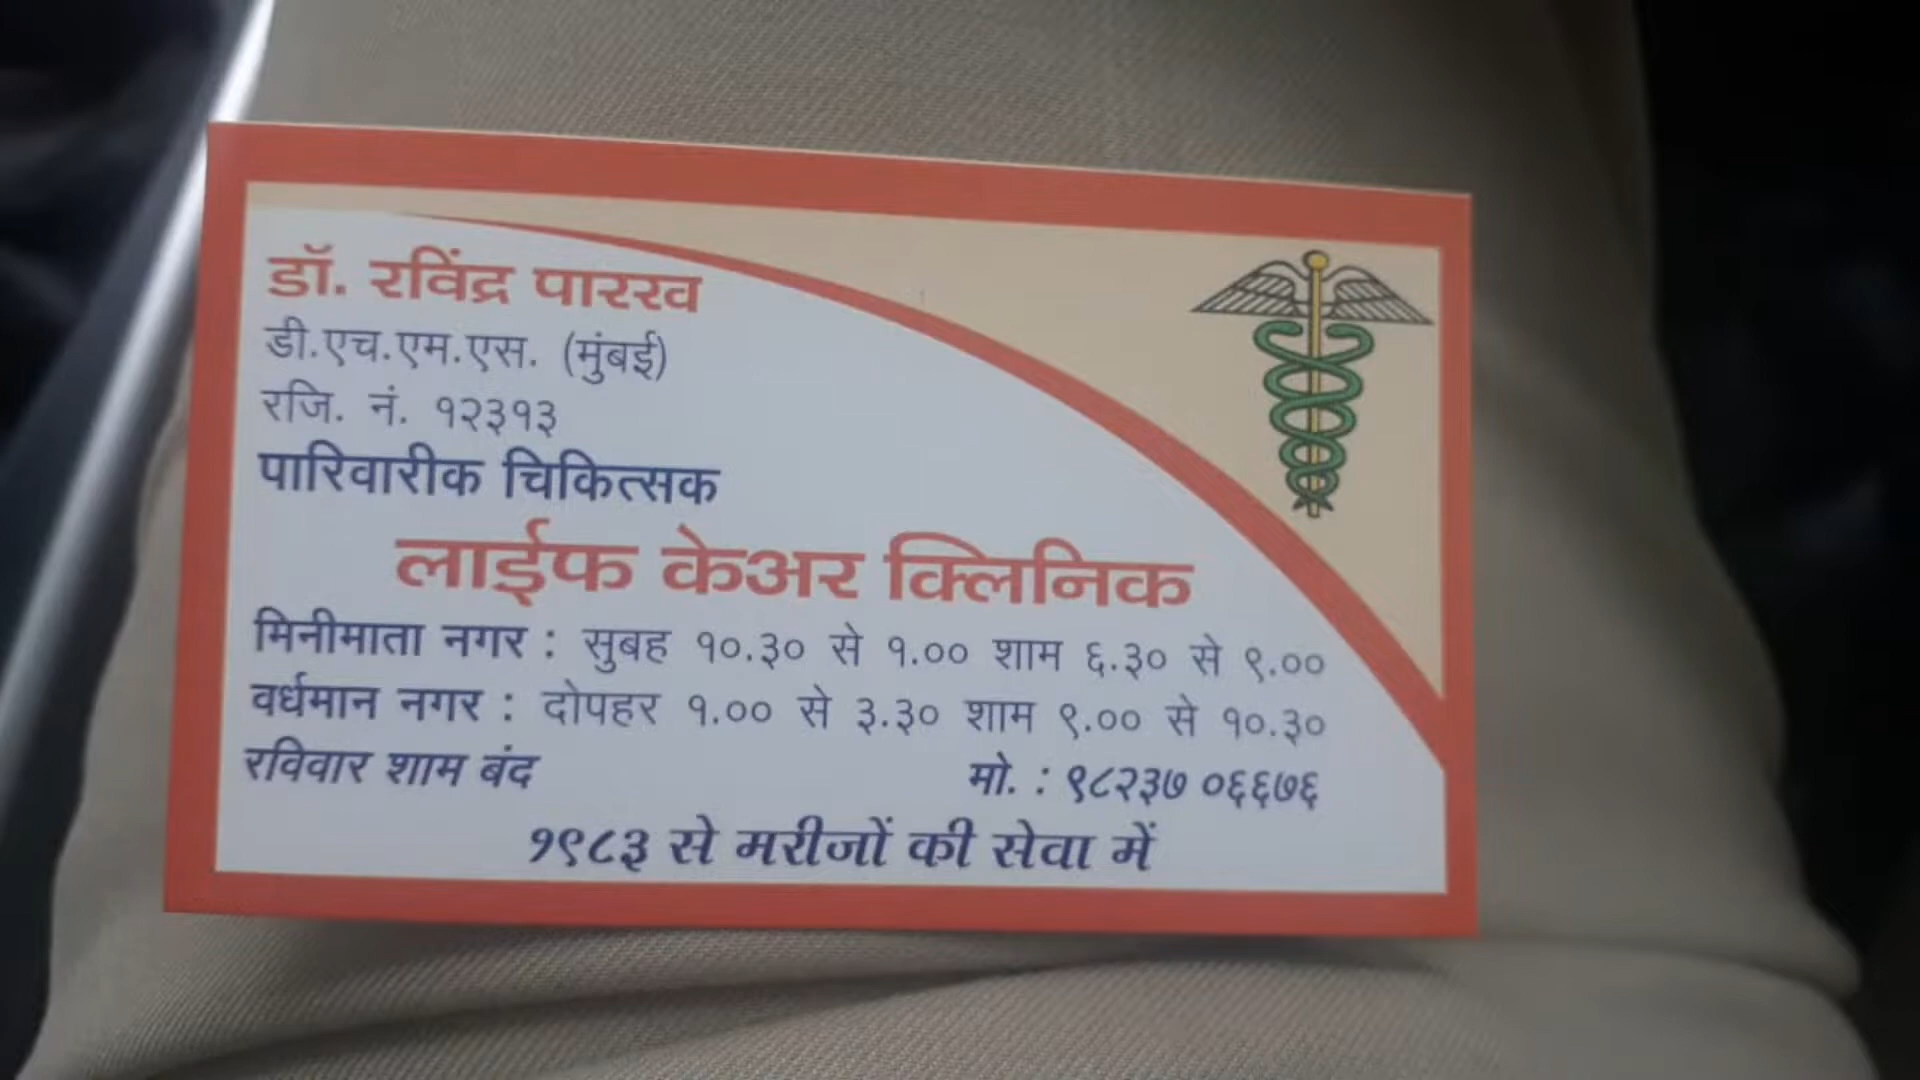 डॉ. रविंद्र पारख
डी.एच.एम.एस. (मुंबई)
रजि. नं. १२३१३
पारिवारीक चिकित्सक
लाईफ केअर क्लिनिक
मिनीमाता नगर : सुबह १०.३० से १.०० शाम ६.३० से ९.००
वर्धमान नगर : दोपहर १.०० से ३.३० शाम ९.०० से १०.३०
रविवार शाम बंद मो. : ९८२३७ ०६६७६
१९८३ से मरीजों की सेवा में